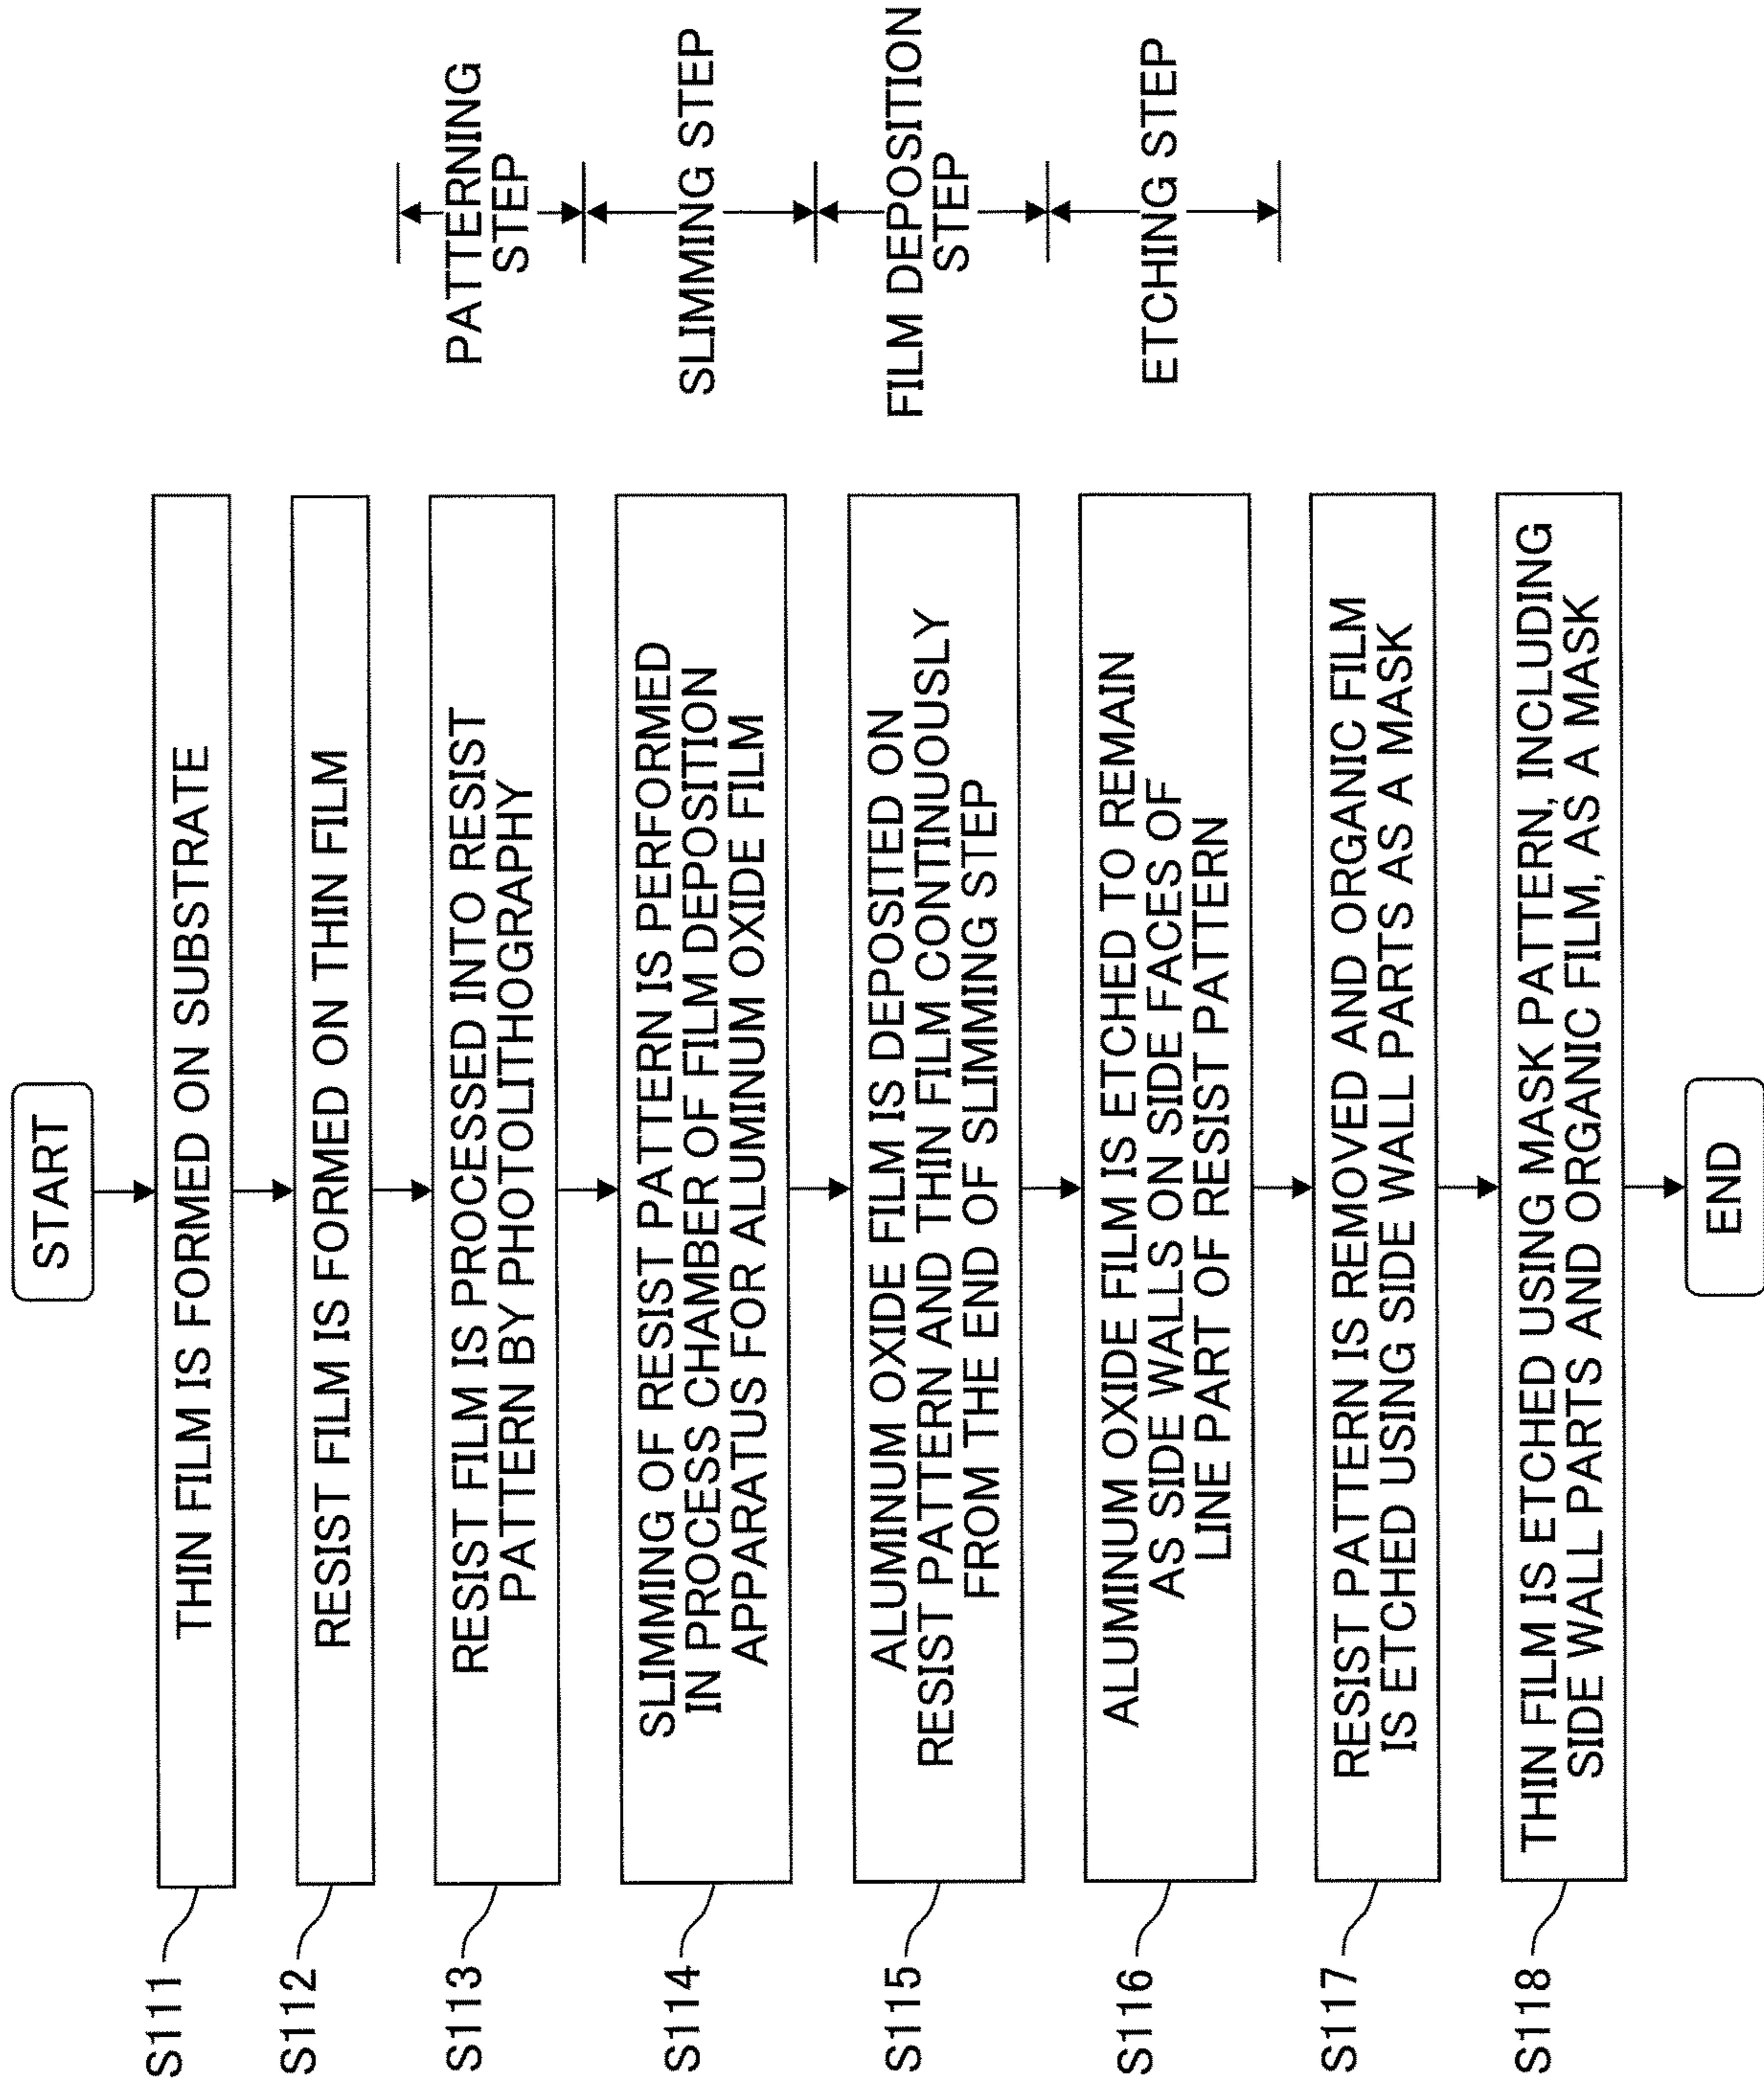 START
S111
THIN FILM IS FORMED ON SUBSTRATE
S112
RESIST FILM IS FORMED ON THIN FILM
S113
RESIST FILM IS PROCESSED INTO RESIST
PATTERN BY PHOTOLITHOGRAPHY
PATTERNING
STEP
S114
SLIMMING OF RESIST PATTERN IS PERFORMED
IN PROCESS CHAMBER OF FILM DEPOSITION
APPARATUS FOR ALUMINUM OXIDE FILM
SLIMMING STEP
S115
ALUMINUM OXIDE FILM IS DEPOSITED ON
RESIST PATTERN AND THIN FILM CONTINUOUSLY
FROM THE END OF SLIMMING STEP
FILM DEPOSITION
STEP
S116
ALUMINUM OXIDE FILM IS ETCHED TO REMAIN
AS SIDE WALLS ON SIDE FACES OF
LINE PART OF RESIST PATTERN
ETCHING STEP
S117
RESIST PATTERN IS REMOVED AND ORGANIC FILM
IS ETCHED USING SIDE WALL PARTS AS A MASK
S118
THIN FILM IS ETCHED USING MASK PATTERN, INCLUDING
SIDE WALL PARTS AND ORGANIC FILM, AS A MASK
END